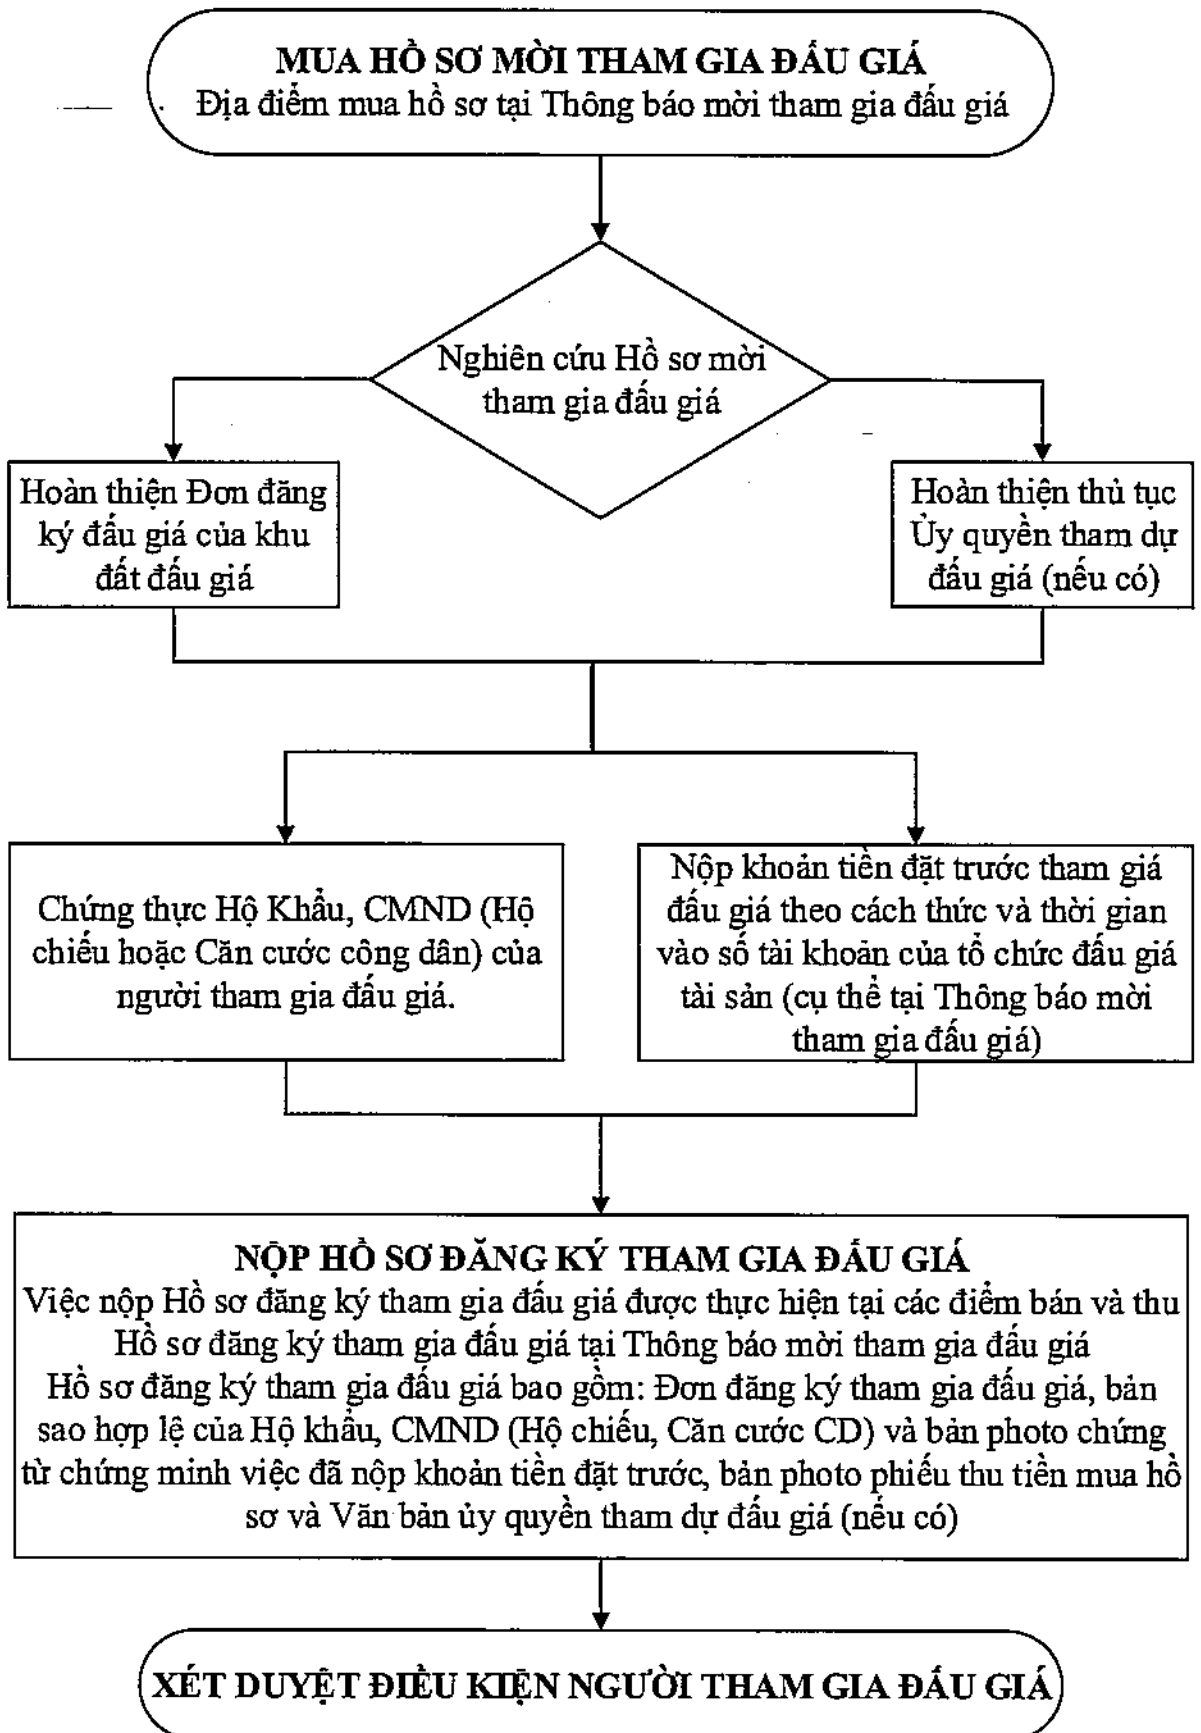 MUA HỒ SƠ MỜI THAM GIA ĐẤU GIÁ
Địa điểm mua hồ sơ tại Thông báo mời tham gia đấu giá
Nghiên cứu Hồ sơ mời
tham gia đấu giá
Hoàn thiện Đơn đăng
ký đấu giá của khu
đất đấu giá
Hoàn thiện thủ tục
Ủy quyền tham dự
đấu giá (nếu có)
Chứng thực Hộ Khẩu, CMND (Hộ
chiếu hoặc Căn cước công dân) của
người tham gia đấu giá.
Nộp khoản tiền đặt trước tham giá
đấu giá theo cách thức và thời gian
vào số tài khoản của tổ chức đấu giá
tài sản (cụ thể tại Thông báo mời
tham gia đấu giá)
NỘP HỒ SƠ ĐĂNG KÝ THAM GIA ĐẤU GIÁ
Việc nộp Hồ sơ đăng ký tham gia đấu giá được thực hiện tại các điểm bán và thu
Hồ sơ đăng ký tham gia đấu giá tại Thông báo mời tham gia đấu giá
Hồ sơ đăng ký tham gia đấu giá bao gồm: Đơn đăng ký tham gia đấu giá, bản
sao hợp lệ của Hộ khẩu, CMND (Hộ chiếu, Căn cước CD) và bản photo chứng
từ chứng minh việc đã nộp khoản tiền đặt trước, bản photo phiếu thu tiền mua hồ
sơ và Văn bản ủy quyền tham dự đấu giá (nếu có)
XÉT DUYỆT ĐIỀU KIỆN NGƯỜI THAM GIA ĐẤU GIÁ